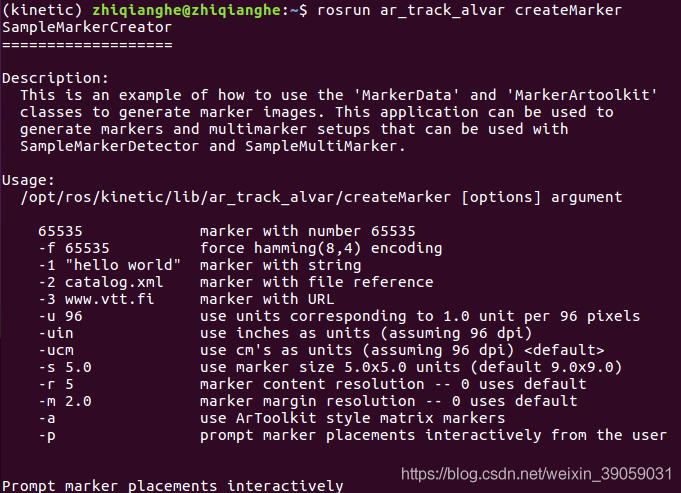 (kinetic) zhiqianghe@zhiqianghe:~$ rosrun ar_track_alvar createMarker
SampleMarkerCreator
===================
Description:
This is an example of how to use the 'MarkerData' and 'MarkerArtoolkit'
classes to generate marker images. This application can be used to
generate markers and multimarker setups that can be used with
SampleMarkerDetector and SampleMultiMarker.
Usage:
/opt/ros/kinetic/lib/ar_track_alvar/createMarker [options] argument
65535 marker with number 65535
-f 65535 force hamming(8,4) encoding
-1 "hello world" marker with string
-2 catalog.xml marker with file reference
-3 www.vtt.fi marker with URL
-u 96 use units corresponding to 1.0 unit per 96 pixels
-uin use inches as units (assuming 96 dpi)
-ucm use cm's as units (assuming 96 dpi) <default>
-s 5.0 use marker size 5.0x5.0 units (default 9.0x9.0)
-r 5 marker content resolution -- 0 uses default
-m 2.0 marker margin resolution -- 0 uses default
-a use ArToolkit style matrix markers
-p prompt marker placements interactively from the user
Prompt marker placements interactively
https://blog.csdn.net/weixin_39059031